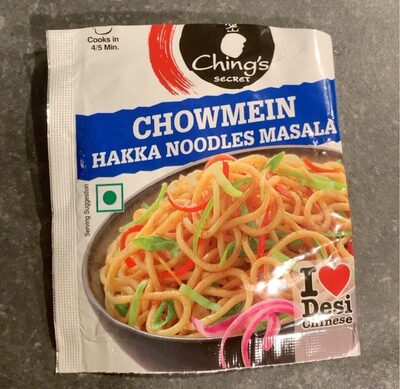 Cooks in
4/5 Min.
Ching's
SECRET
CHOWMEIN
HAKKA NOODLES MASALA
Serving Suggestion
I ❤ Desi
Chinese